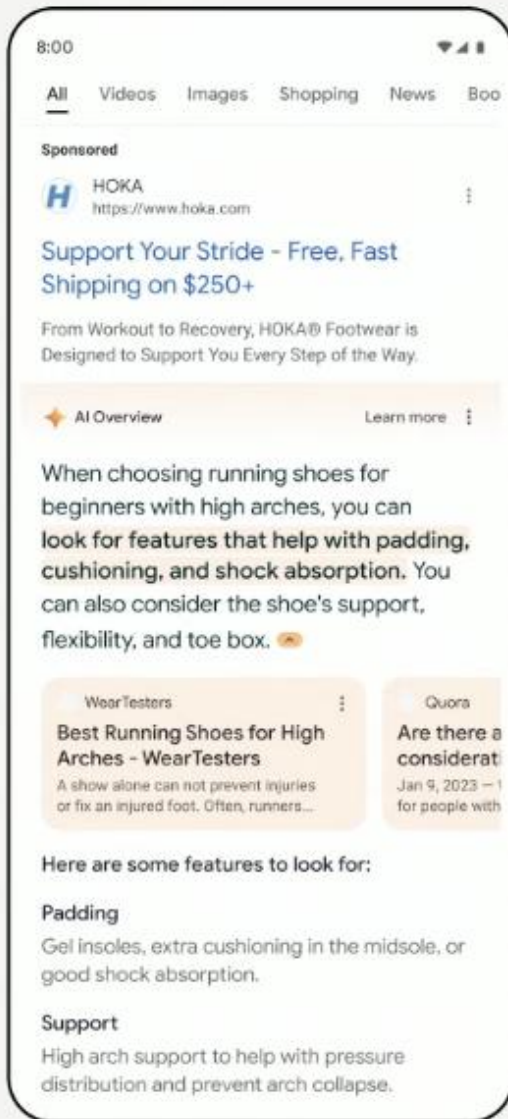 8:00
All Videos Images Shopping News Boo
Sponsored
HOKA
https://www.hoka.com
Support Your Stride - Free, Fast
Shipping on $250+
From Workout to Recovery, HOKA® Footwear is
Designed to Support You Every Step of the Way.
AI Overview Learn more
When choosing running shoes for
beginners with high arches, you can
look for features that help with padding,
cushioning, and shock absorption. You
can also consider the shoe's support,
flexibility, and toe box.
WearTesters
Best Running Shoes for High
Arches - WearTesters
A show alone can not prevent injuries
or fix an injured foot. Often, runners...
Quora
Are there a
considerati
Jan 9, 2023 —
for people with
Here are some features to look for:
Padding
Gel insoles, extra cushioning in the midsole, or
good shock absorption.
Support
High arch support to help with pressure
distribution and prevent arch collapse.